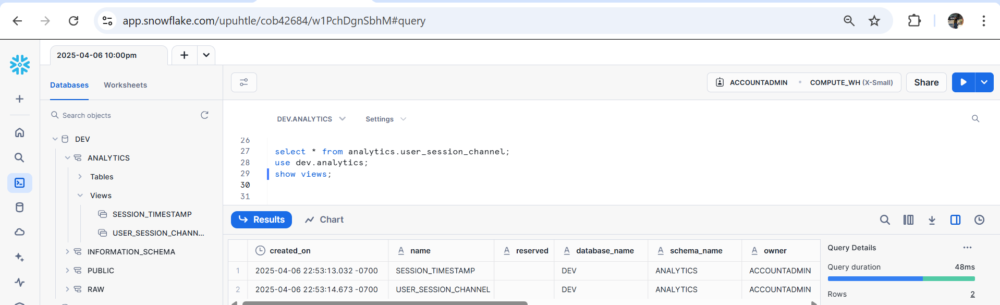 app.snowflake.com/upuhtle/cob42684/w1PchDgnSbhM#query
2025-04-06 10:00pm
Databases Worksheets
ACCOUNTADMIN • COMPUTE_WH (X-Small) Share
Search objects
DEV
ANALYTICS
Tables
Views
SESSION_TIMESTAMP
USER_SESSION_CHANN...
INFORMATION_SCHEMA
PUBLIC
RAW
DEV.ANALYTICS Settings
26
27 select * from analytics.user_session_channel;
28 use dev.analytics;
29 show views;
30
31
Results Chart
created_on name reserved database_name schema_name owner
1 2025-04-06 22:53:13.032 -0700 SESSION_TIMESTAMP DEV ANALYTICS ACCOUNTADMIN
2 2025-04-06 22:53:14.673 -0700 USER_SESSION_CHANNEL DEV ANALYTICS ACCOUNTADMIN
Query Details ...
Query duration 48ms
Rows 2